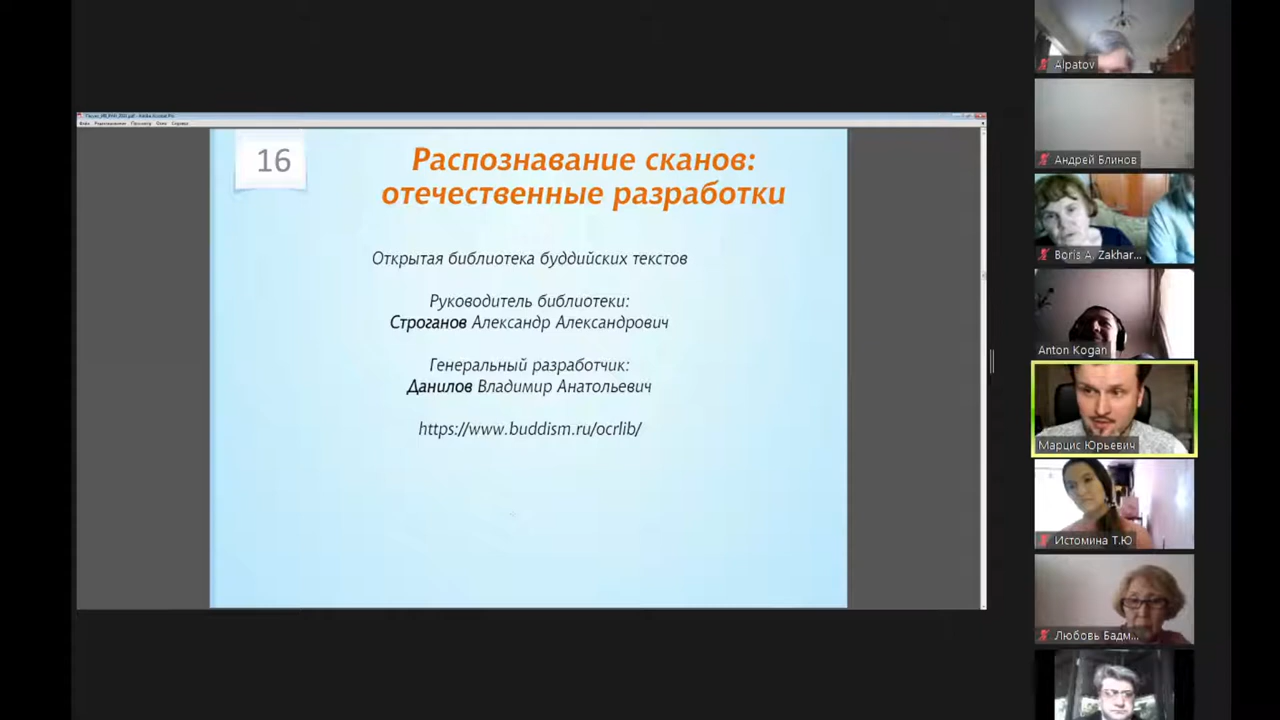 16
Распознавание сканов:
отечественные разработки
Открытая библиотека буддийских текстов
Руководитель библиотеки:
Строганов Александр Александрович
Генеральный разработчик:
Данилов Владимир Анатольевич
https://www.buddism.ru/ocrlib/
Alpatov
Андрей Блинов
Boris A. Zakhar...
Anton Kogan
Марцис Юрьевич
Истомина Т.Ю
Любовь Бадм...